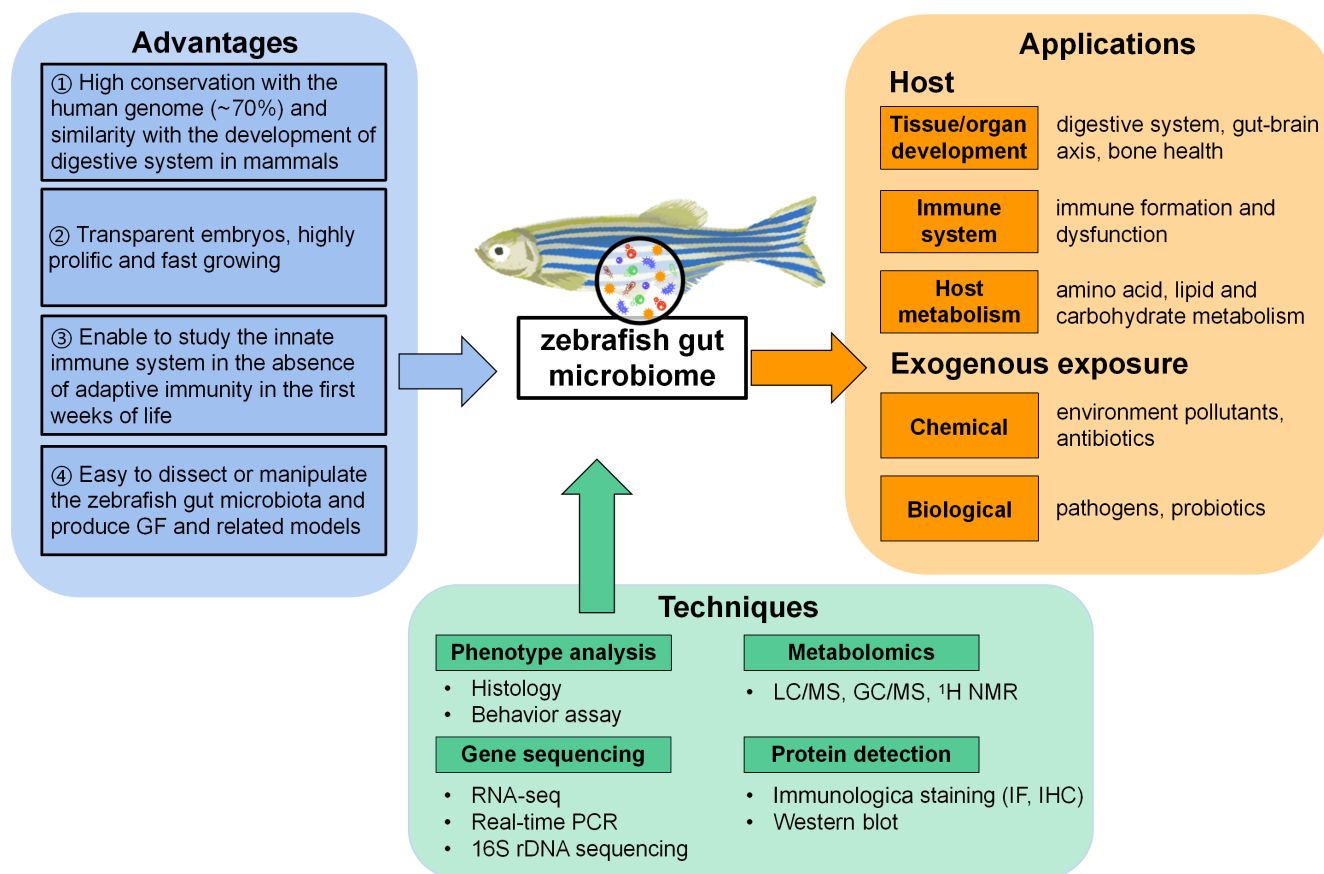 Advantages
① High conservation with the
human genome (~70%) and
similarity with the development of
digestive system in mammals
② Transparent embryos, highly
prolific and fast growing
③ Enable to study the innate
immune system in the absence
of adaptive immunity in the first
weeks of life
④ Easy to dissect or manipulate
the zebrafish gut microbiota and
produce GF and related models
zebrafish gut
microbiome
Applications
Host
Tissue/organ
development
digestive system, gut-brain
axis, bone health
Immune
system
immune formation and
dysfunction
Host
metabolism
amino acid, lipid and
carbohydrate metabolism
Exogenous exposure
Chemical
environment pollutants,
antibiotics
Biological
pathogens, probiotics
Techniques
Phenotype analysis
• Histology
• Behavior assay
Metabolomics
• LC/MS, GC/MS, ¹H NMR
Gene sequencing
• RNA-seq
• Real-time PCR
• 16S rDNA sequencing
Protein detection
• Immunologica staining (IF, IHC)
• Western blot